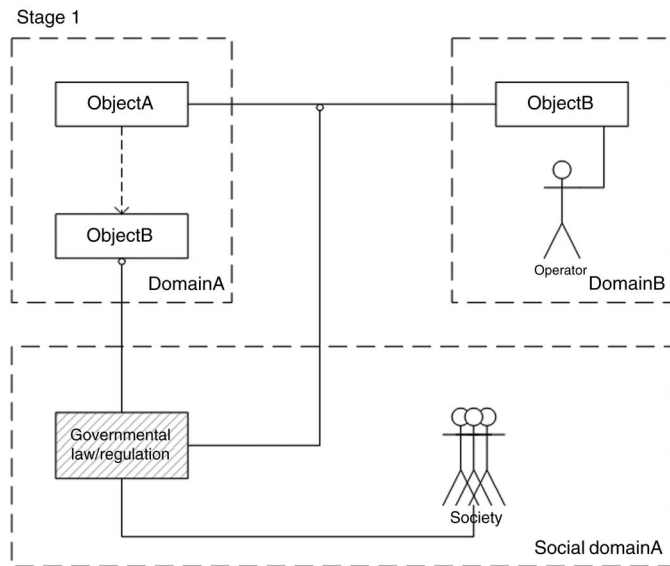 Stage 1
ObjectA
ObjectB
ObjectB
Operator
DomainA
DomainB
Governmental
law/regulation
Society
Social domainA